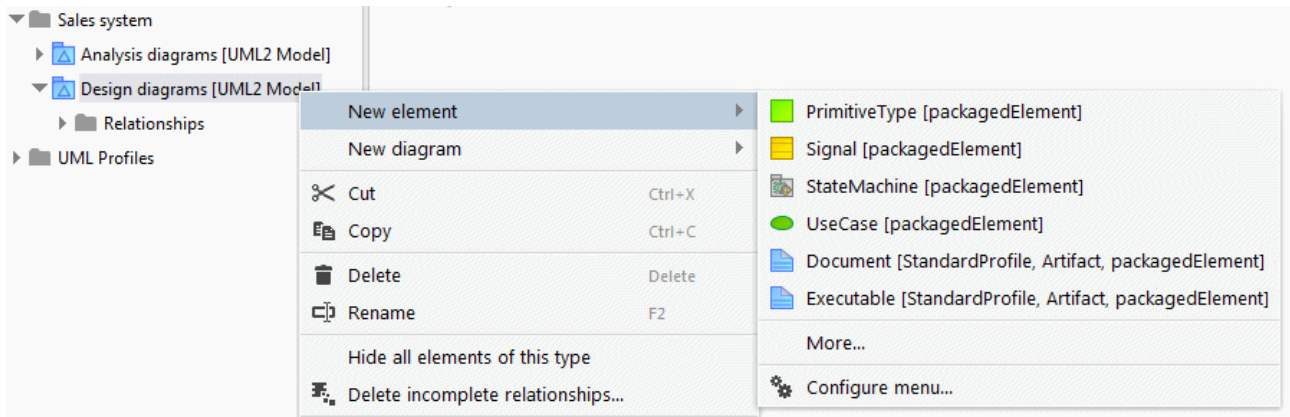 Sales system
Analysis diagrams [UML2 Model]
Design diagrams [UML2 Model]
Relationships
UML Profiles
New element
New diagram
Cut Ctrl+X
Copy Ctrl+C
Delete Delete
Rename F2
Hide all elements of this type
Delete incomplete relationships...
PrimitiveType [packagedElement]
Signal [packagedElement]
StateMachine [packagedElement]
UseCase [packagedElement]
Document [StandardProfile, Artifact, packagedElement]
Executable [StandardProfile, Artifact, packagedElement]
More...
Configure menu...